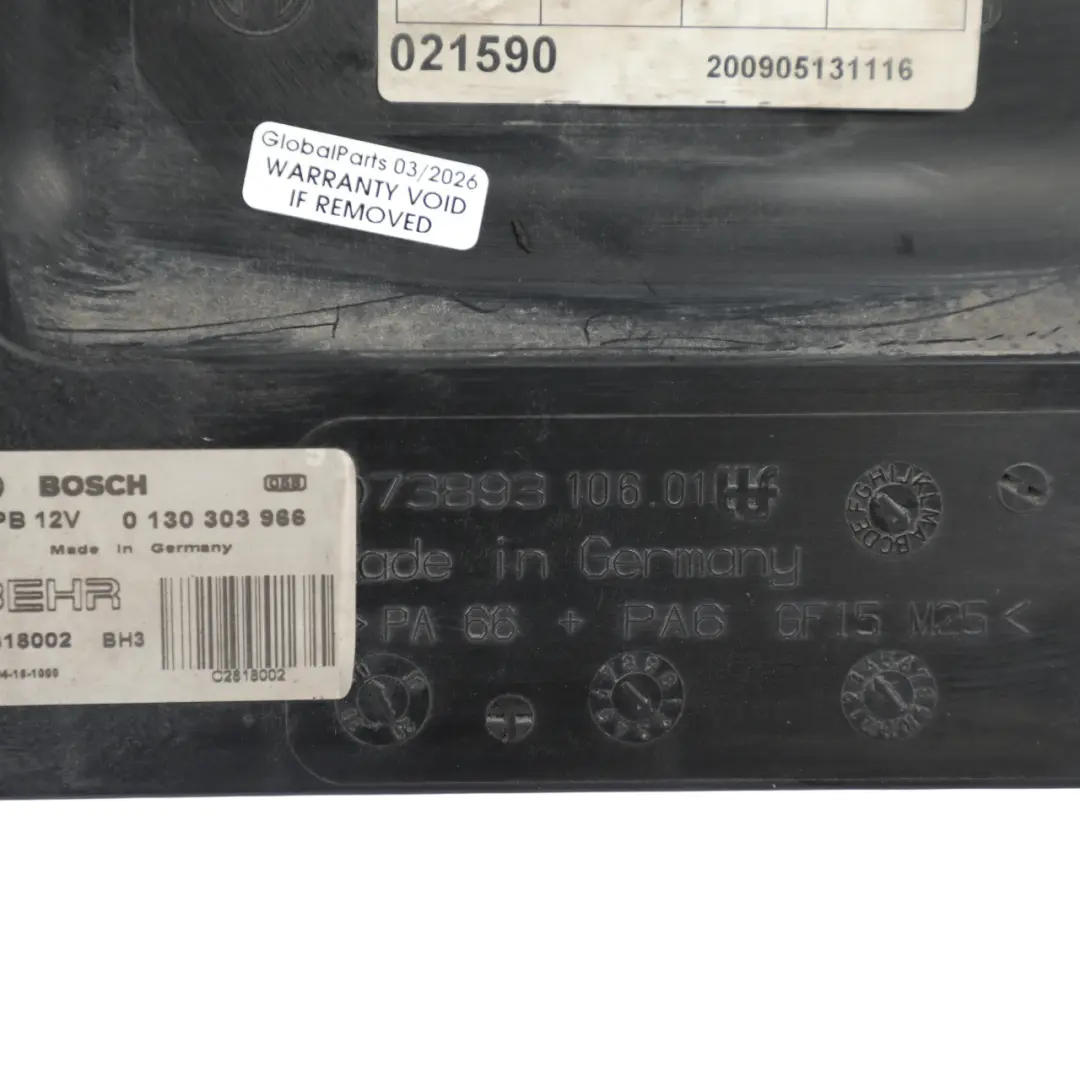 021590
200905131116
GlobalParts 03/2026
WARRANTY VOID
IF REMOVED
BOSCH
PB 12V 0 130 303 966
Made in Germany
BEHR
BH3
C2818002
073893 106.01
Made in Germany
>PA 66 + PA6 GF15 M25<